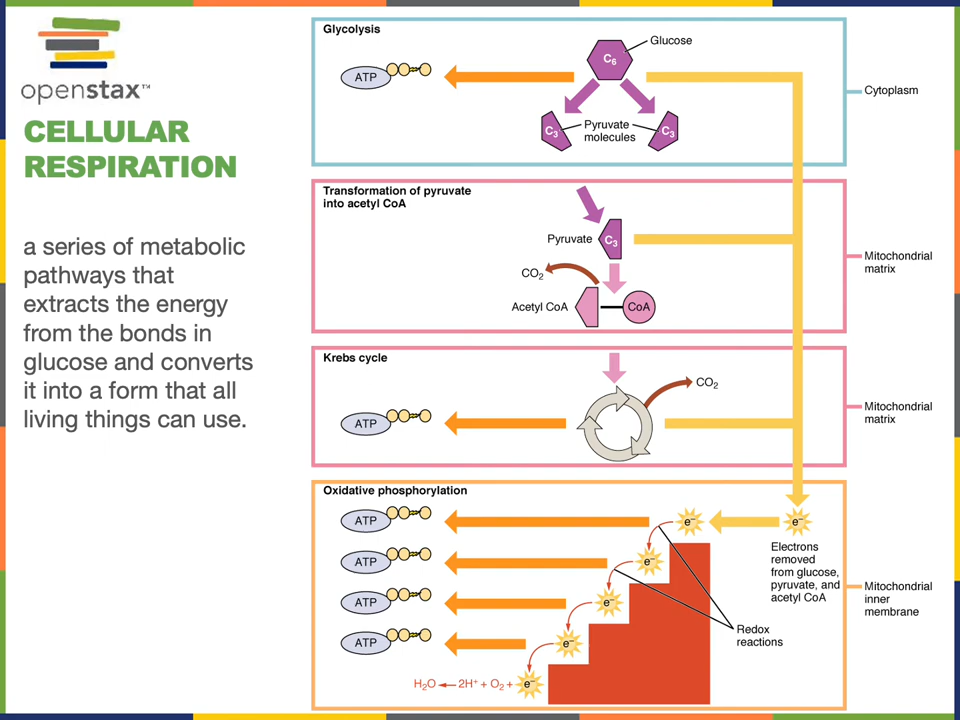 openstax™
CELLULAR
RESPIRATION
a series of metabolic
pathways that
extracts the energy
from the bonds in
glucose and converts
it into a form that all
living things can use.
Glycolysis
Glucose
C6
ATP
Cytoplasm
C3
Pyruvate
molecules
C3
Transformation of pyruvate
into acetyl CoA
Pyruvate
C3
Mitochondrial
matrix
CO₂
Acetyl CoA
CoA
Krebs cycle
CO₂
ATP
Mitochondrial
matrix
Oxidative phosphorylation
ATP
e⁻
e⁻
Electrons
removed
from glucose,
pyruvate, and
acetyl CoA
ATP
e⁻
Mitochondrial
inner
membrane
ATP
e⁻
Redox
reactions
ATP
e⁻
H₂O
2H⁺ + O₂ +
e⁻